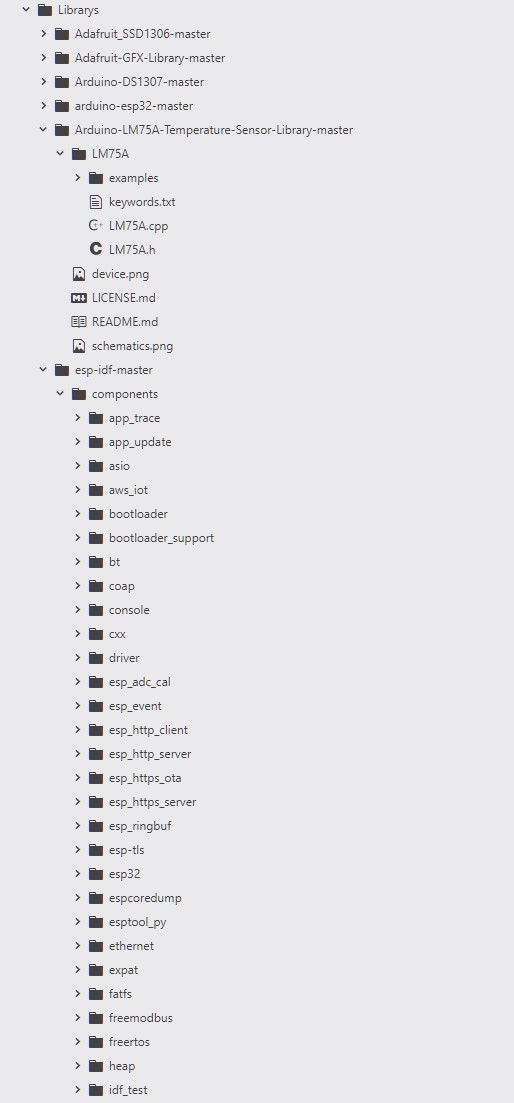 Librarys
Adafruit_SSD1306-master
Adafruit-GFX-Library-master
Arduino-DS1307-master
arduino-esp32-master
Arduino-LM75A-Temperature-Sensor-Library-master
LM75A
examples
keywords.txt
LM75A.cpp
LM75A.h
device.png
LICENSE.md
README.md
schematics.png
esp-idf-master
components
app_trace
app_update
asio
aws_iot
bootloader
bootloader_support
bt
coap
console
cxx
driver
esp_adc_cal
esp_event
esp_http_client
esp_http_server
esp_https_ota
esp_https_server
esp_ringbuf
esp-tls
esp32
espcoredump
esptool_py
ethernet
expat
fatfs
freemodbus
freertos
heap
idf_test